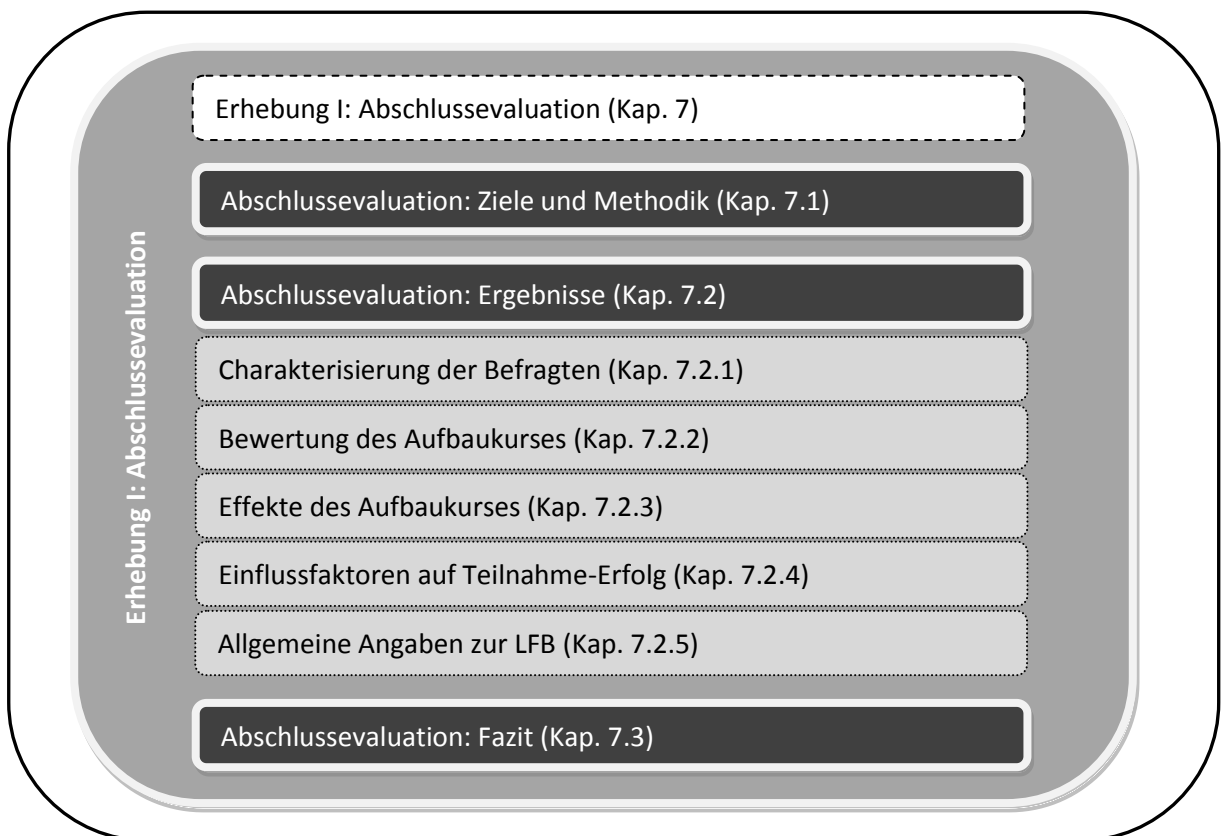 Erhebung I: Abschlussevaluation
Erhebung I: Abschlussevaluation (Kap. 7)
Abschlussevaluation: Ziele und Methodik (Kap. 7.1)
Abschlussevaluation: Ergebnisse (Kap. 7.2)
Charakterisierung der Befragten (Kap. 7.2.1)
Bewertung des Aufbaukurses (Kap. 7.2.2)
Effekte des Aufbaukurses (Kap. 7.2.3)
Einflussfaktoren auf Teilnahme-Erfolg (Kap. 7.2.4)
Allgemeine Angaben zur LFB (Kap. 7.2.5)
Abschlussevaluation: Fazit (Kap. 7.3)